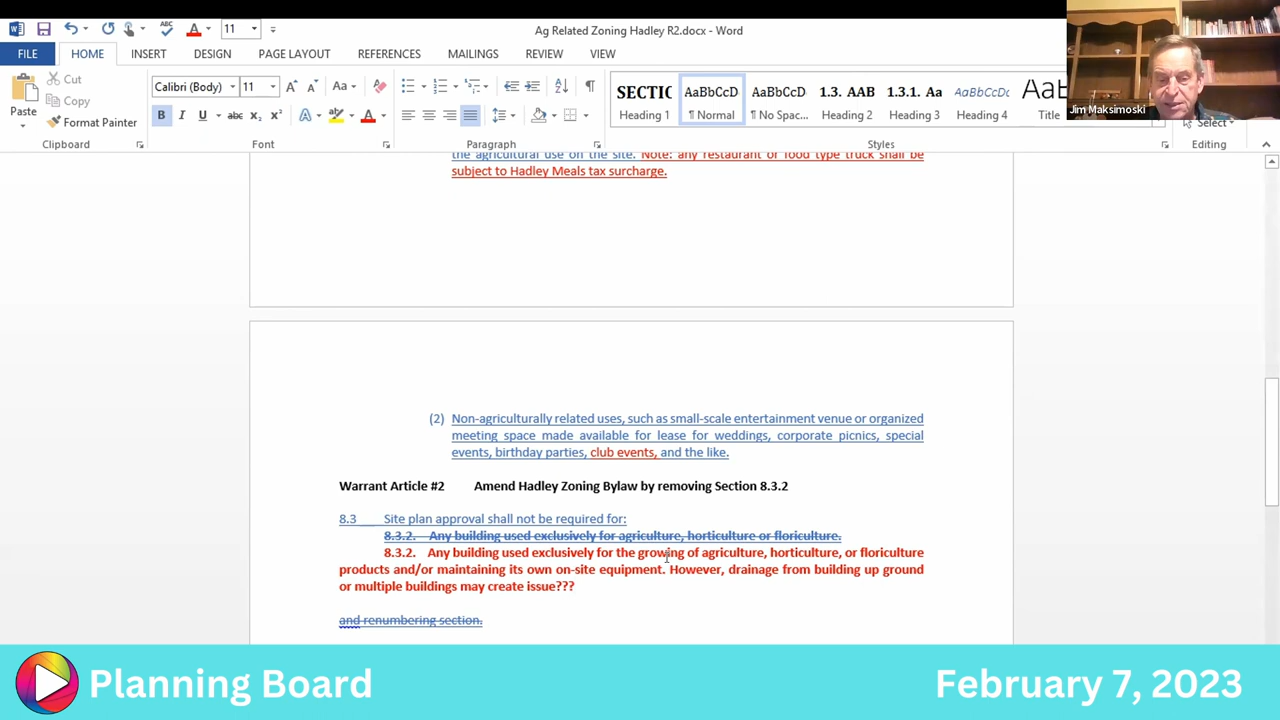 Ag Related Zoning Hadley R2.docx - Word
11
FILE HOME INSERT DESIGN PAGE LAYOUT REFERENCES MAILINGS REVIEW VIEW
Paste
Cut
Copy
Format Painter
Clipboard
Calibri (Body) 11
Font
Paragraph
SECTIC AaBbCcD AaBbCcD 1.3. AAB 1.3.1. Aa AaBbCcDc AaB
Heading 1 ¶ Normal ¶ No Spac... Heading 2 Heading 3 Heading 4 Title
Styles
Jim Maksimoski
Select
Editing
the agricultural use on the site. Note: any restaurant or food type truck shall be
subject to Hadley Meals tax surcharge.
(2) Non-agriculturally related uses, such as small-scale entertainment venue or organized
meeting space made available for lease for weddings, corporate picnics, special
events, birthday parties, club events, and the like.
Warrant Article #2 Amend Hadley Zoning Bylaw by removing Section 8.3.2
8.3 Site plan approval shall not be required for:
8.3.2. Any building used exclusively for agriculture, horticulture or floriculture.
8.3.2. Any building used exclusively for the growing of agriculture, horticulture, or floriculture
products and/or maintaining its own on-site equipment. However, drainage from building up ground
or multiple buildings may create issue???
and renumbering section.
Planning Board
February 7, 2023